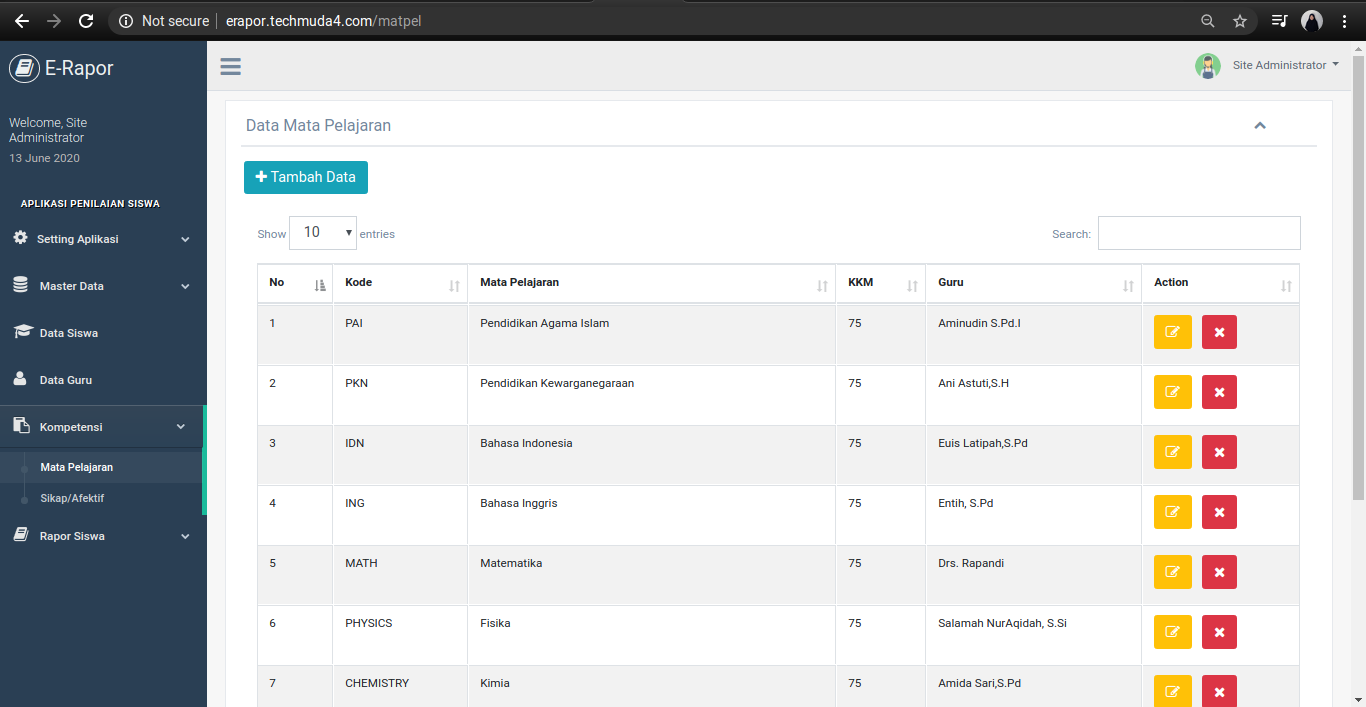 Not secure
erapor.techmuda4.com/matpel
E-Rapor
Welcome, Site
Administrator
13 June 2020
APLIKASI PENILAIAN SISWA
Setting Aplikasi
Master Data
Data Siswa
Data Guru
Kompetensi
Mata Pelajaran
Sikap/Afektif
Rapor Siswa
Site Administrator
Data Mata Pelajaran
Tambah Data
Show 10 entries
Search:
No Kode Mata Pelajaran KKM Guru Action
1 PAI Pendidikan Agama Islam 75 Aminudin S.Pd.I
2 PKN Pendidikan Kewarganegaraan 75 Ani Astuti,S.H
3 IDN Bahasa Indonesia 75 Euis Latipah,S.Pd
4 ING Bahasa Inggris 75 Entih, S.Pd
5 MATH Matematika 75 Drs. Rapandi
6 PHYSICS Fisika 75 Salamah NurAqidah, S.Si
7 CHEMISTRY Kimia 75 Amida Sari,S.Pd